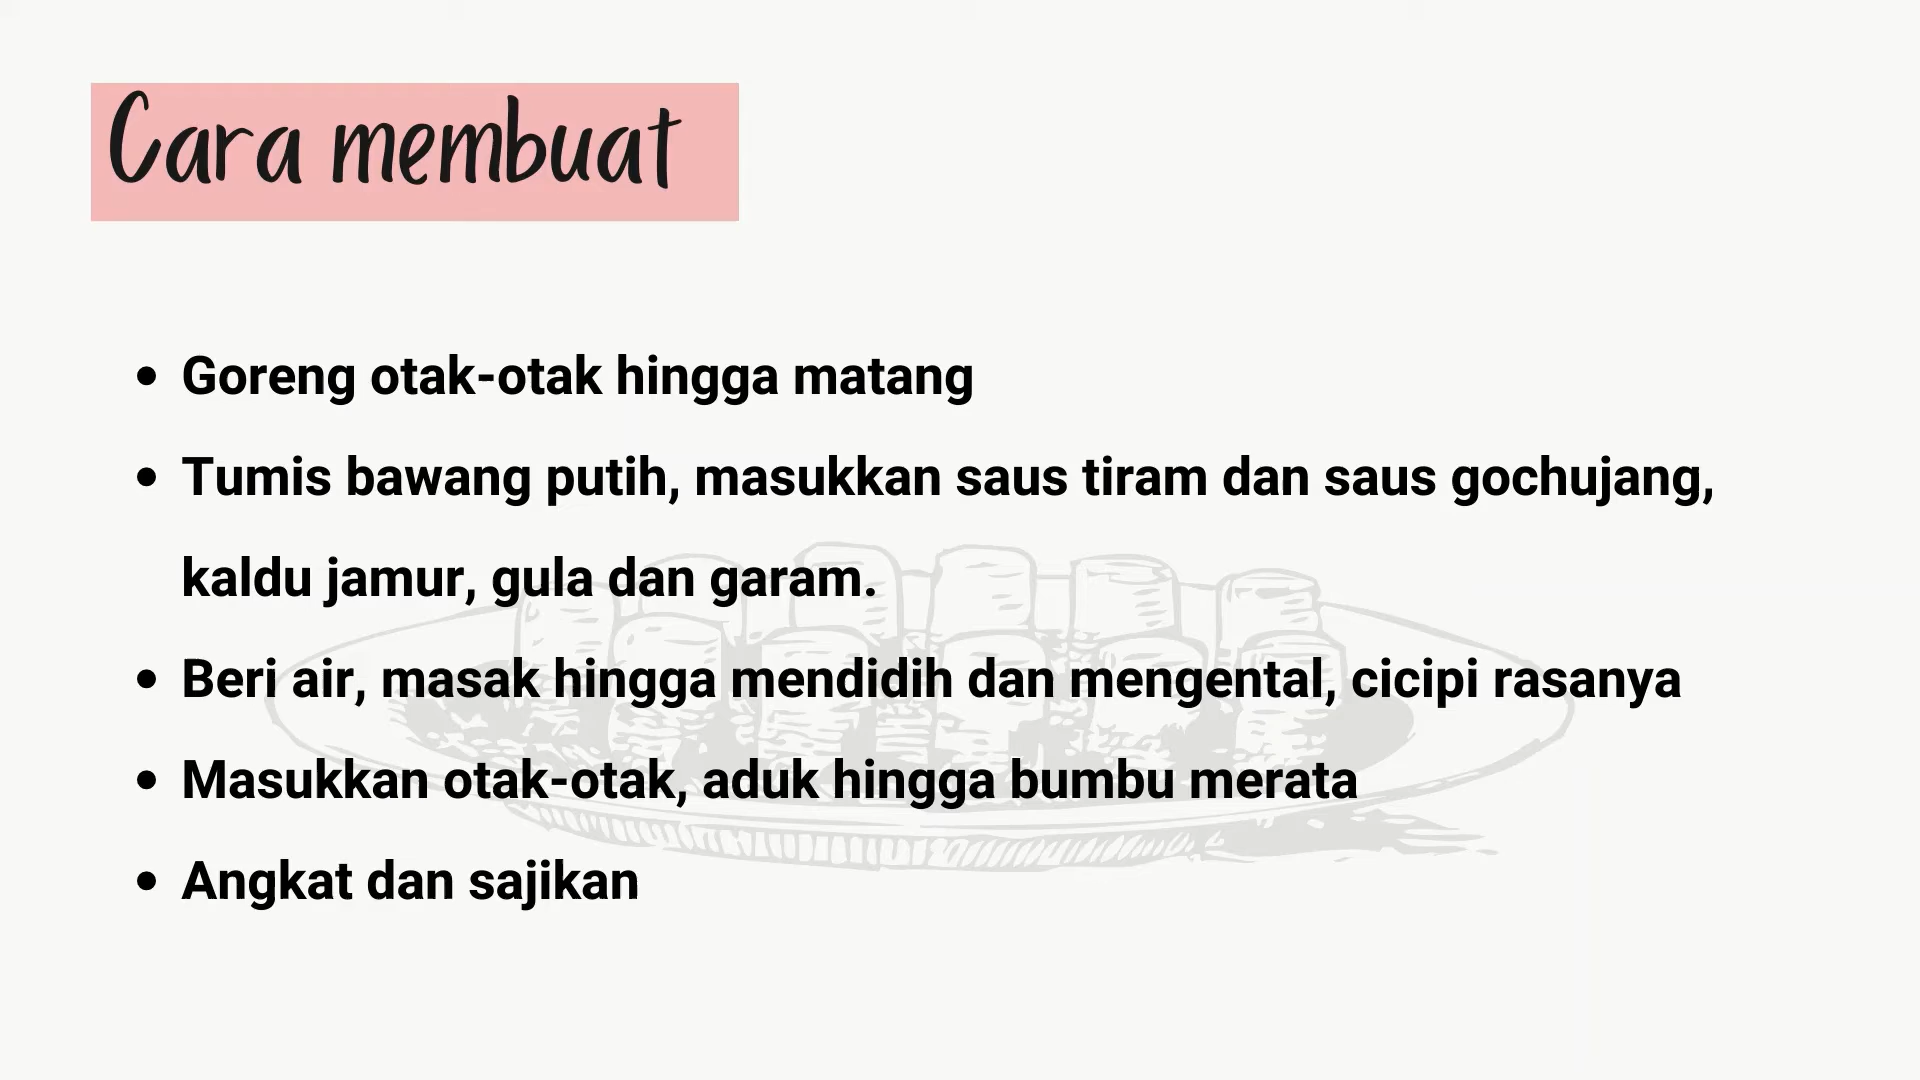 Cara membuat
• Goreng otak-otak hingga matang
• Tumis bawang putih, masukkan saus tiram dan saus gochujang,
kaldu jamur, gula dan garam.
• Beri air, masak hingga mendidih dan mengental, cicipi rasanya
• Masukkan otak-otak, aduk hingga bumbu merata
• Angkat dan sajikan